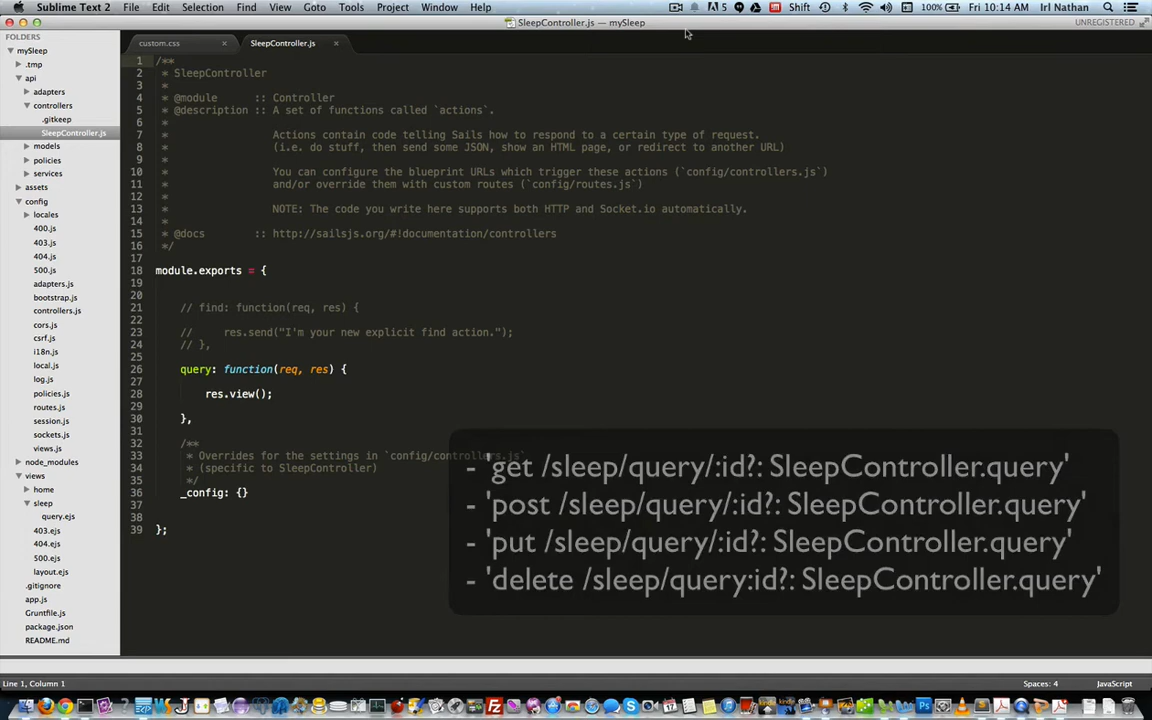 Sublime Text 2 File Edit Selection Find View Goto Tools Project Window Help 5 Shift 100% Fri 10:14 AM Irl Nathan
SleepController.js — mySleep UNREGISTERED
FOLDERS
mySleep
.tmp
api
adapters
controllers
.gitkeep
SleepController.js
models
policies
services
assets
config
locales
400.js
403.js
404.js
500.js
adapters.js
bootstrap.js
controllers.js
cors.js
csrf.js
i18n.js
local.js
log.js
policies.js
routes.js
session.js
sockets.js
views.js
node_modules
views
home
sleep
query.ejs
403.ejs
404.ejs
500.ejs
layout.ejs
.gitignore
app.js
Gruntfile.js
package.json
README.md
custom.css × SleepController.js ×
1 /**
2 * SleepController
3 *
4 * @module :: Controller
5 * @description :: A set of functions called `actions`.
6 *
7 * Actions contain code telling Sails how to respond to a certain type of request.
8 * (i.e. do stuff, then send some JSON, show an HTML page, or redirect to another URL)
9 *
10 * You can configure the blueprint URLs which trigger these actions (`config/controllers.js`)
11 * and/or override them with custom routes (`config/routes.js`)
12 *
13 * NOTE: The code you write here supports both HTTP and Socket.io automatically.
14 *
15 * @docs :: http://sailsjs.org/#!documentation/controllers
16 */
17
18 module.exports = {
19
20
21 // find: function(req, res) {
22
23 // res.send("I'm your new explicit find action.");
24 // },
25
26 query: function(req, res) {
27
28 res.view();
29
30 },
31
32 /**
33 * Overrides for the settings in `config/controllers.js`
34 * (specific to SleepController)
35 */
36 _config: {}
37
38
39 };
- 'get /sleep/query/:id?: SleepController.query'
- 'post /sleep/query/:id?: SleepController.query'
- 'put /sleep/query/:id?: SleepController.query'
- 'delete /sleep/query:id?: SleepController.query'
Line 1, Column 1 Spaces: 4 JavaScript